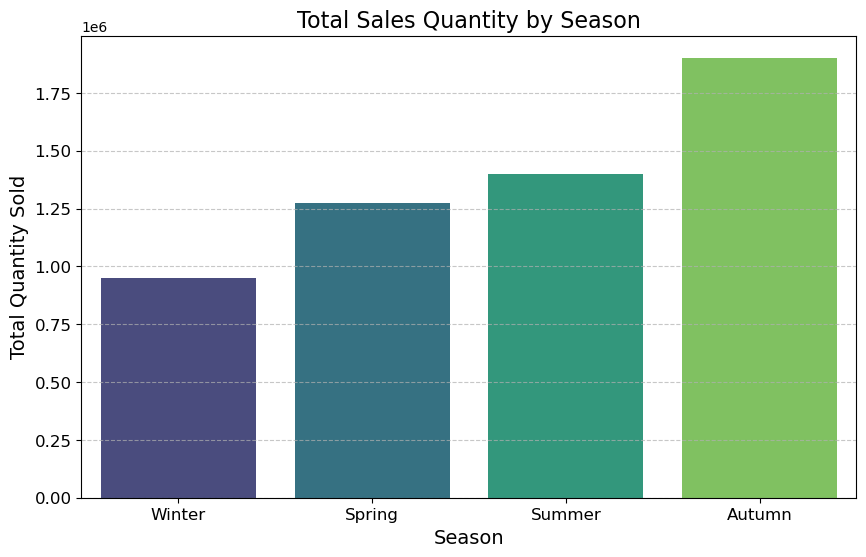 Total Sales Quantity by Season
1e6
1.75
1.50
1.25
1.00
0.75
0.50
0.25
0.00
Total Quantity Sold
Winter Spring Summer Autumn
Season